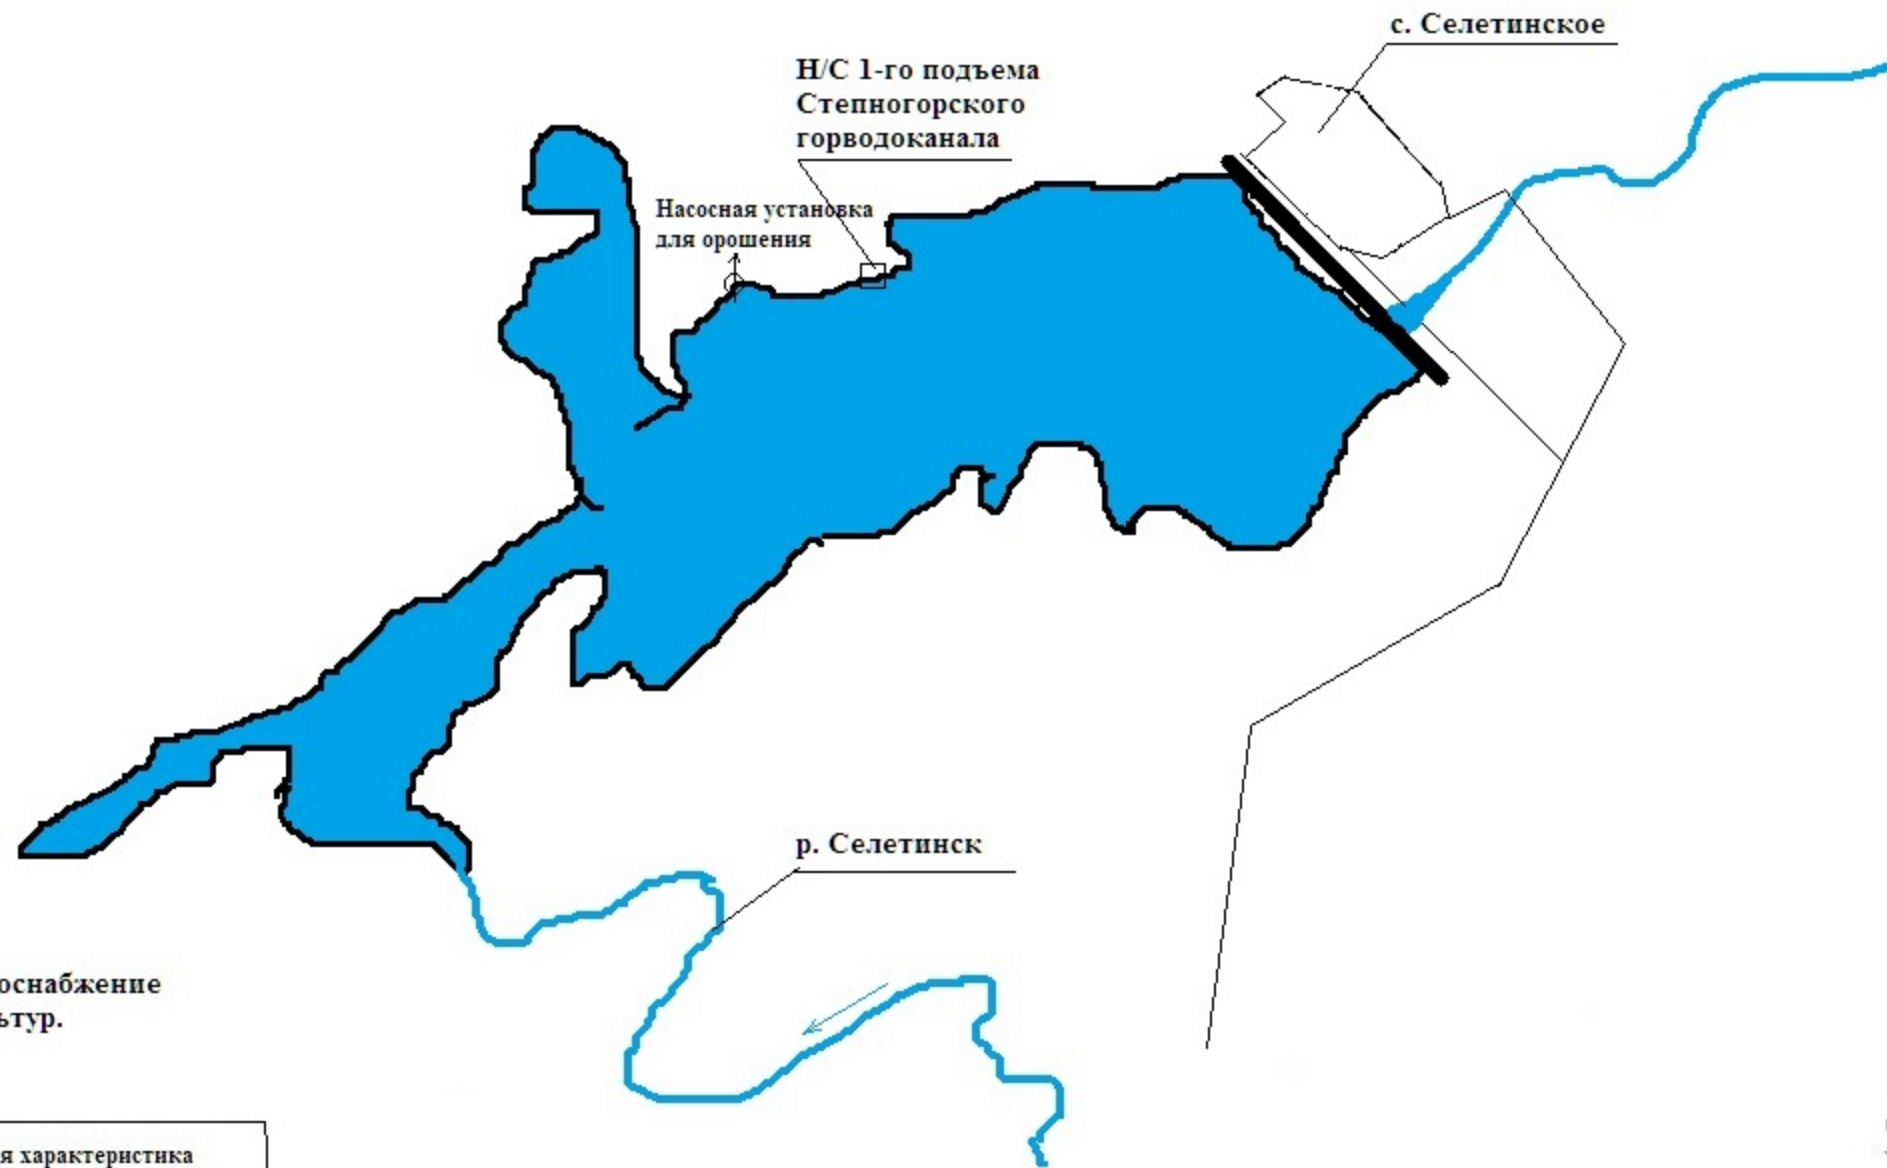 с. Селетинское
Н/С 1-го подъема
Степногорского
горводоканала
Насосная установка
для орошения
р. Селетинск
оснабжение
ьтур.
я характеристика